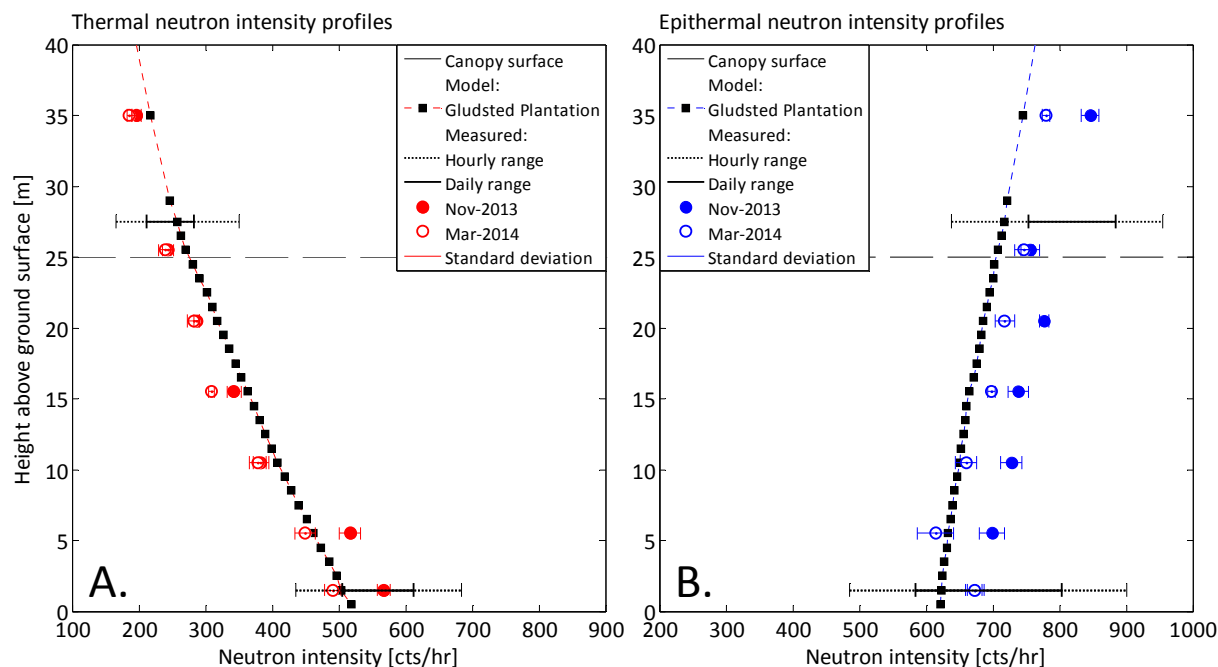 Thermal neutron intensity profiles
40
35
30
25
20
15
10
5
0
Height above ground surface [m]
100 200 300 400 500 600 700 800 900
Neutron intensity [cts/hr]
A.
Canopy surface
Model:
Gludsted Plantation
Measured:
Hourly range
Daily range
Nov-2013
Mar-2014
Standard deviation
Epithermal neutron intensity profiles
40
35
30
25
20
15
10
5
0
200 300 400 500 600 700 800 900 1000
Neutron intensity [cts/hr]
B.
Canopy surface
Model:
Gludsted Plantation
Measured:
Hourly range
Daily range
Nov-2013
Mar-2014
Standard deviation